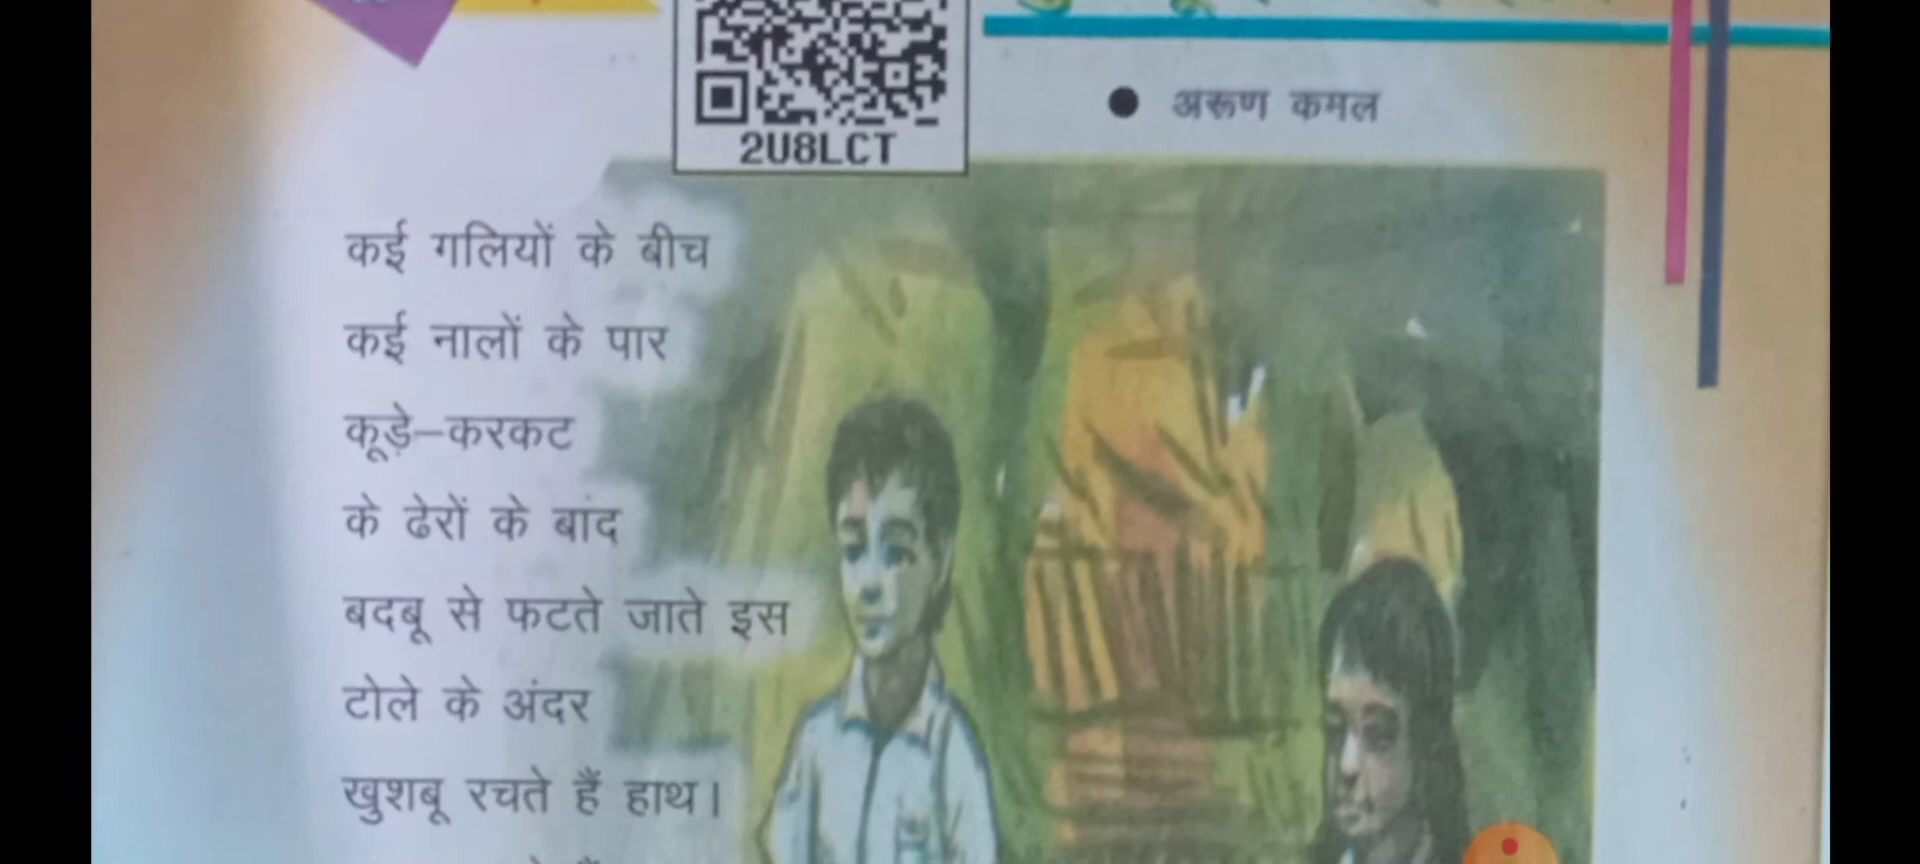 2U8LCT
● अरूण कमल
कई गलियों के बीच
कई नालों के पार
कूड़े–करकट
के ढेरों के बांद
बदबू से फटते जाते इस
टोले के अंदर
खुशबू रचते हैं हाथ।